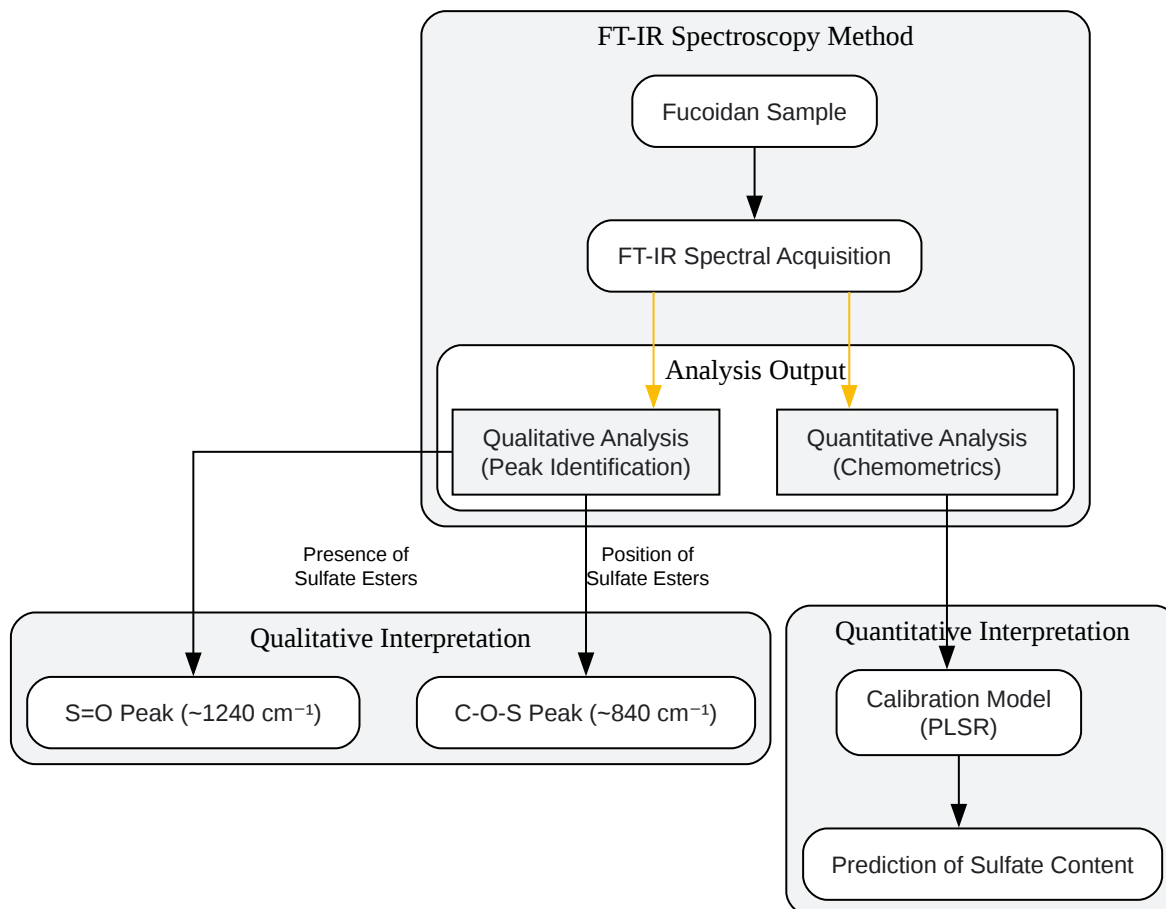 FT-IR Spectroscopy Method
Fucoidan Sample
FT-IR Spectral Acquisition
Analysis Output
Qualitative Analysis
(Peak Identification)
Quantitative Analysis
(Chemometrics)
Presence of
Sulfate Esters
Position of
Sulfate Esters
Qualitative Interpretation
S=O Peak (~1240 cm⁻¹)
C-O-S Peak (~840 cm⁻¹)
Quantitative Interpretation
Calibration Model
(PLSR)
Prediction of Sulfate Content